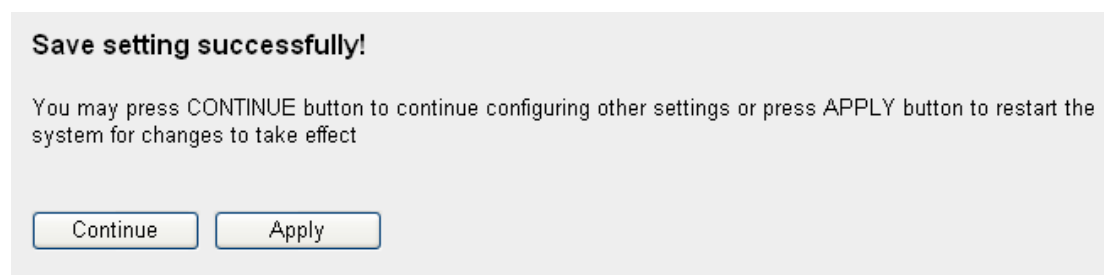 Save setting successfully!
You may press CONTINUE button to continue configuring other settings or press APPLY button to restart the
system for changes to take effect
Continue
Apply